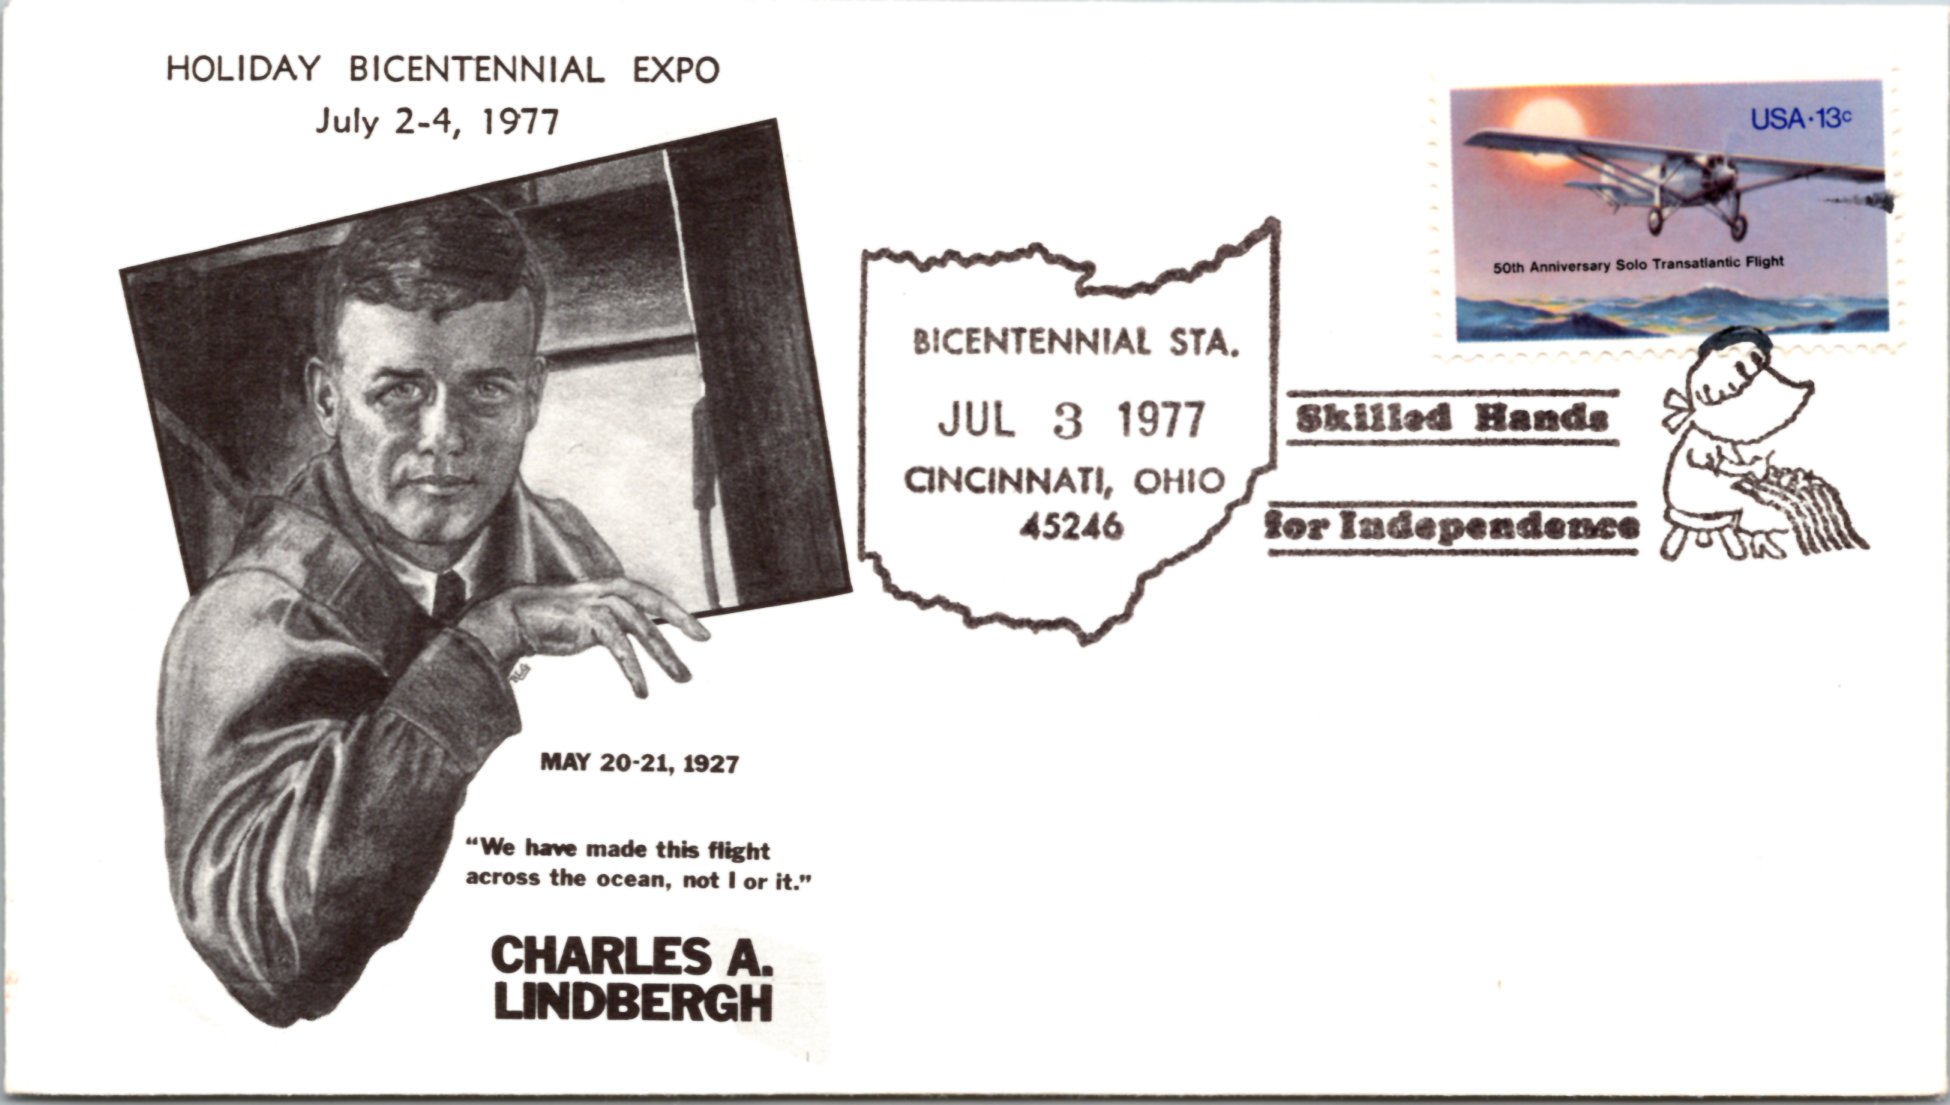 HOLIDAY BICENTENNIAL EXPO
July 2-4, 1977
USA·13c
50th Anniversary Solo Transatlantic Flight
BICENTENNIAL STA.
JUL 3 1977
CINCINNATI, OHIO
45246
Skilled Hands
for Independence
MAY 20-21, 1927
“We have made this flight
across the ocean, not I or it.”
CHARLES A.
LINDBERGH